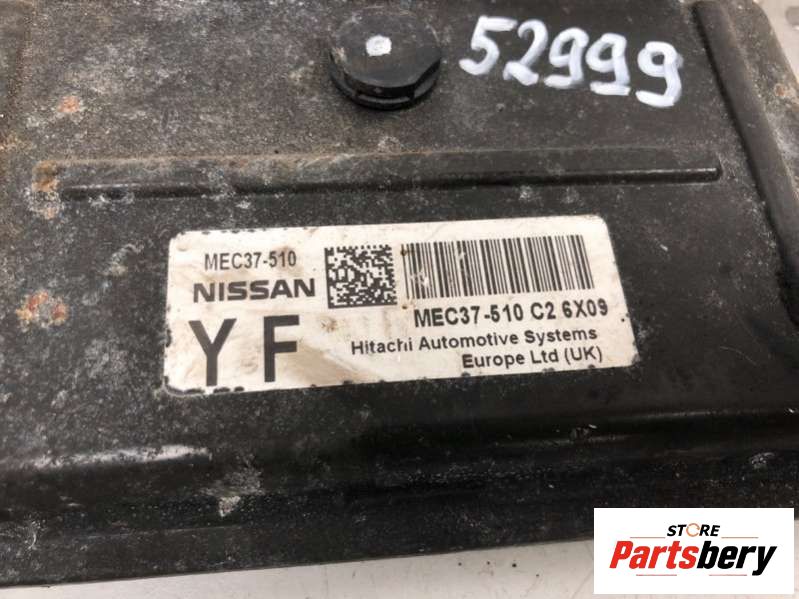 52999
MEC37-510
NISSAN
YF
MEC37-510 C2 6X09
Hitachi Automotive Systems
Europe Ltd (UK)
STORE
Partsbery